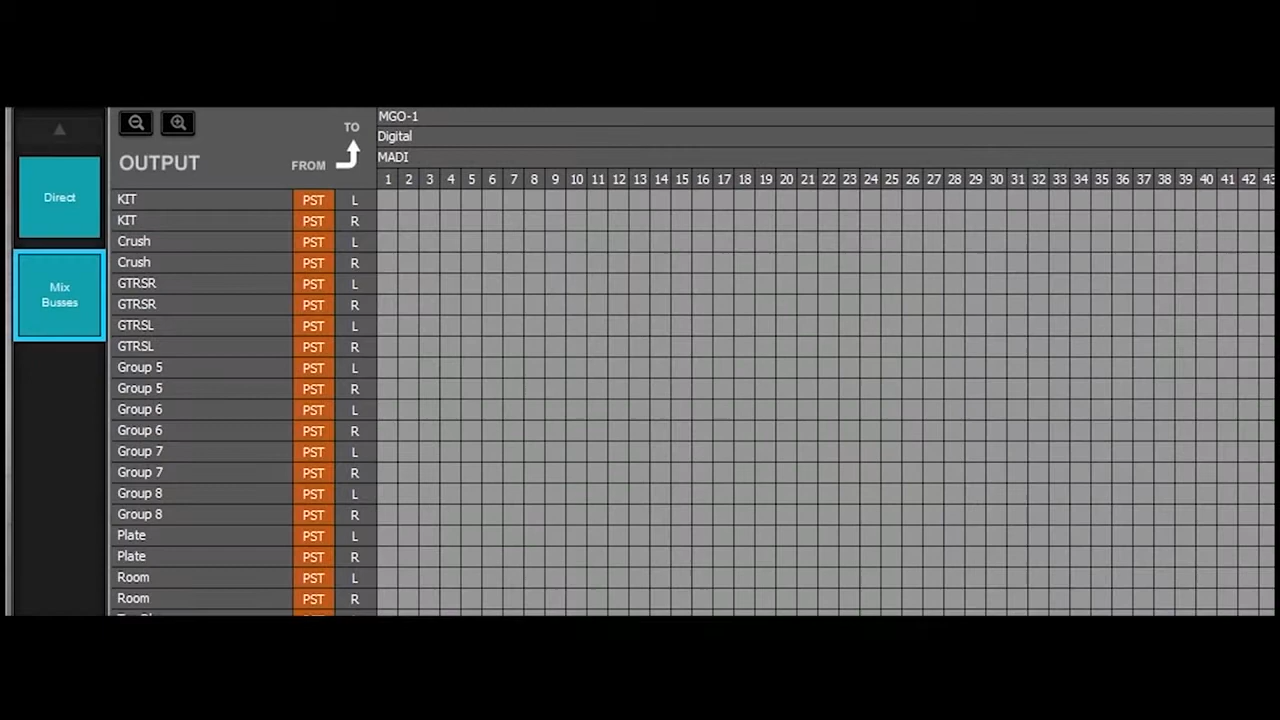 MGO-1
TO
Digital
OUTPUT FROM MADI
1 2 3 4 5 6 7 8 9 10 11 12 13 14 15 16 17 18 19 20 21 22 23 24 25 26 27 28 29 30 31 32 33 34 35 36 37 38 39 40 41 42 43
Direct
Mix
Busses
KIT PST L
KIT PST R
Crush PST L
Crush PST R
GTRSR PST L
GTRSR PST R
GTRSL PST L
GTRSL PST R
Group 5 PST L
Group 5 PST R
Group 6 PST L
Group 6 PST R
Group 7 PST L
Group 7 PST R
Group 8 PST L
Group 8 PST R
Plate PST L
Plate PST R
Room PST L
Room PST R